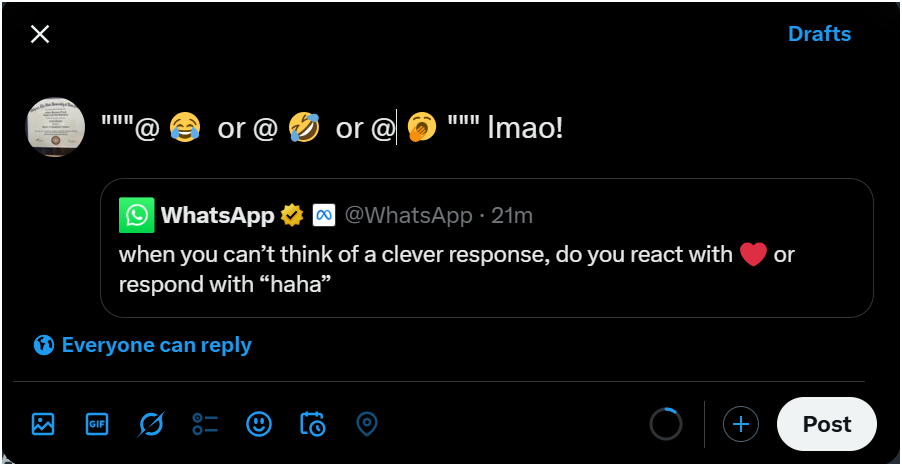 Drafts
"""@ 😂 or @ 🤣 or @ 🥱 """ lmao!
WhatsApp @WhatsApp · 21m
when you can’t think of a clever response, do you react with ❤️ or
respond with “haha”
Everyone can reply
GIF
Post